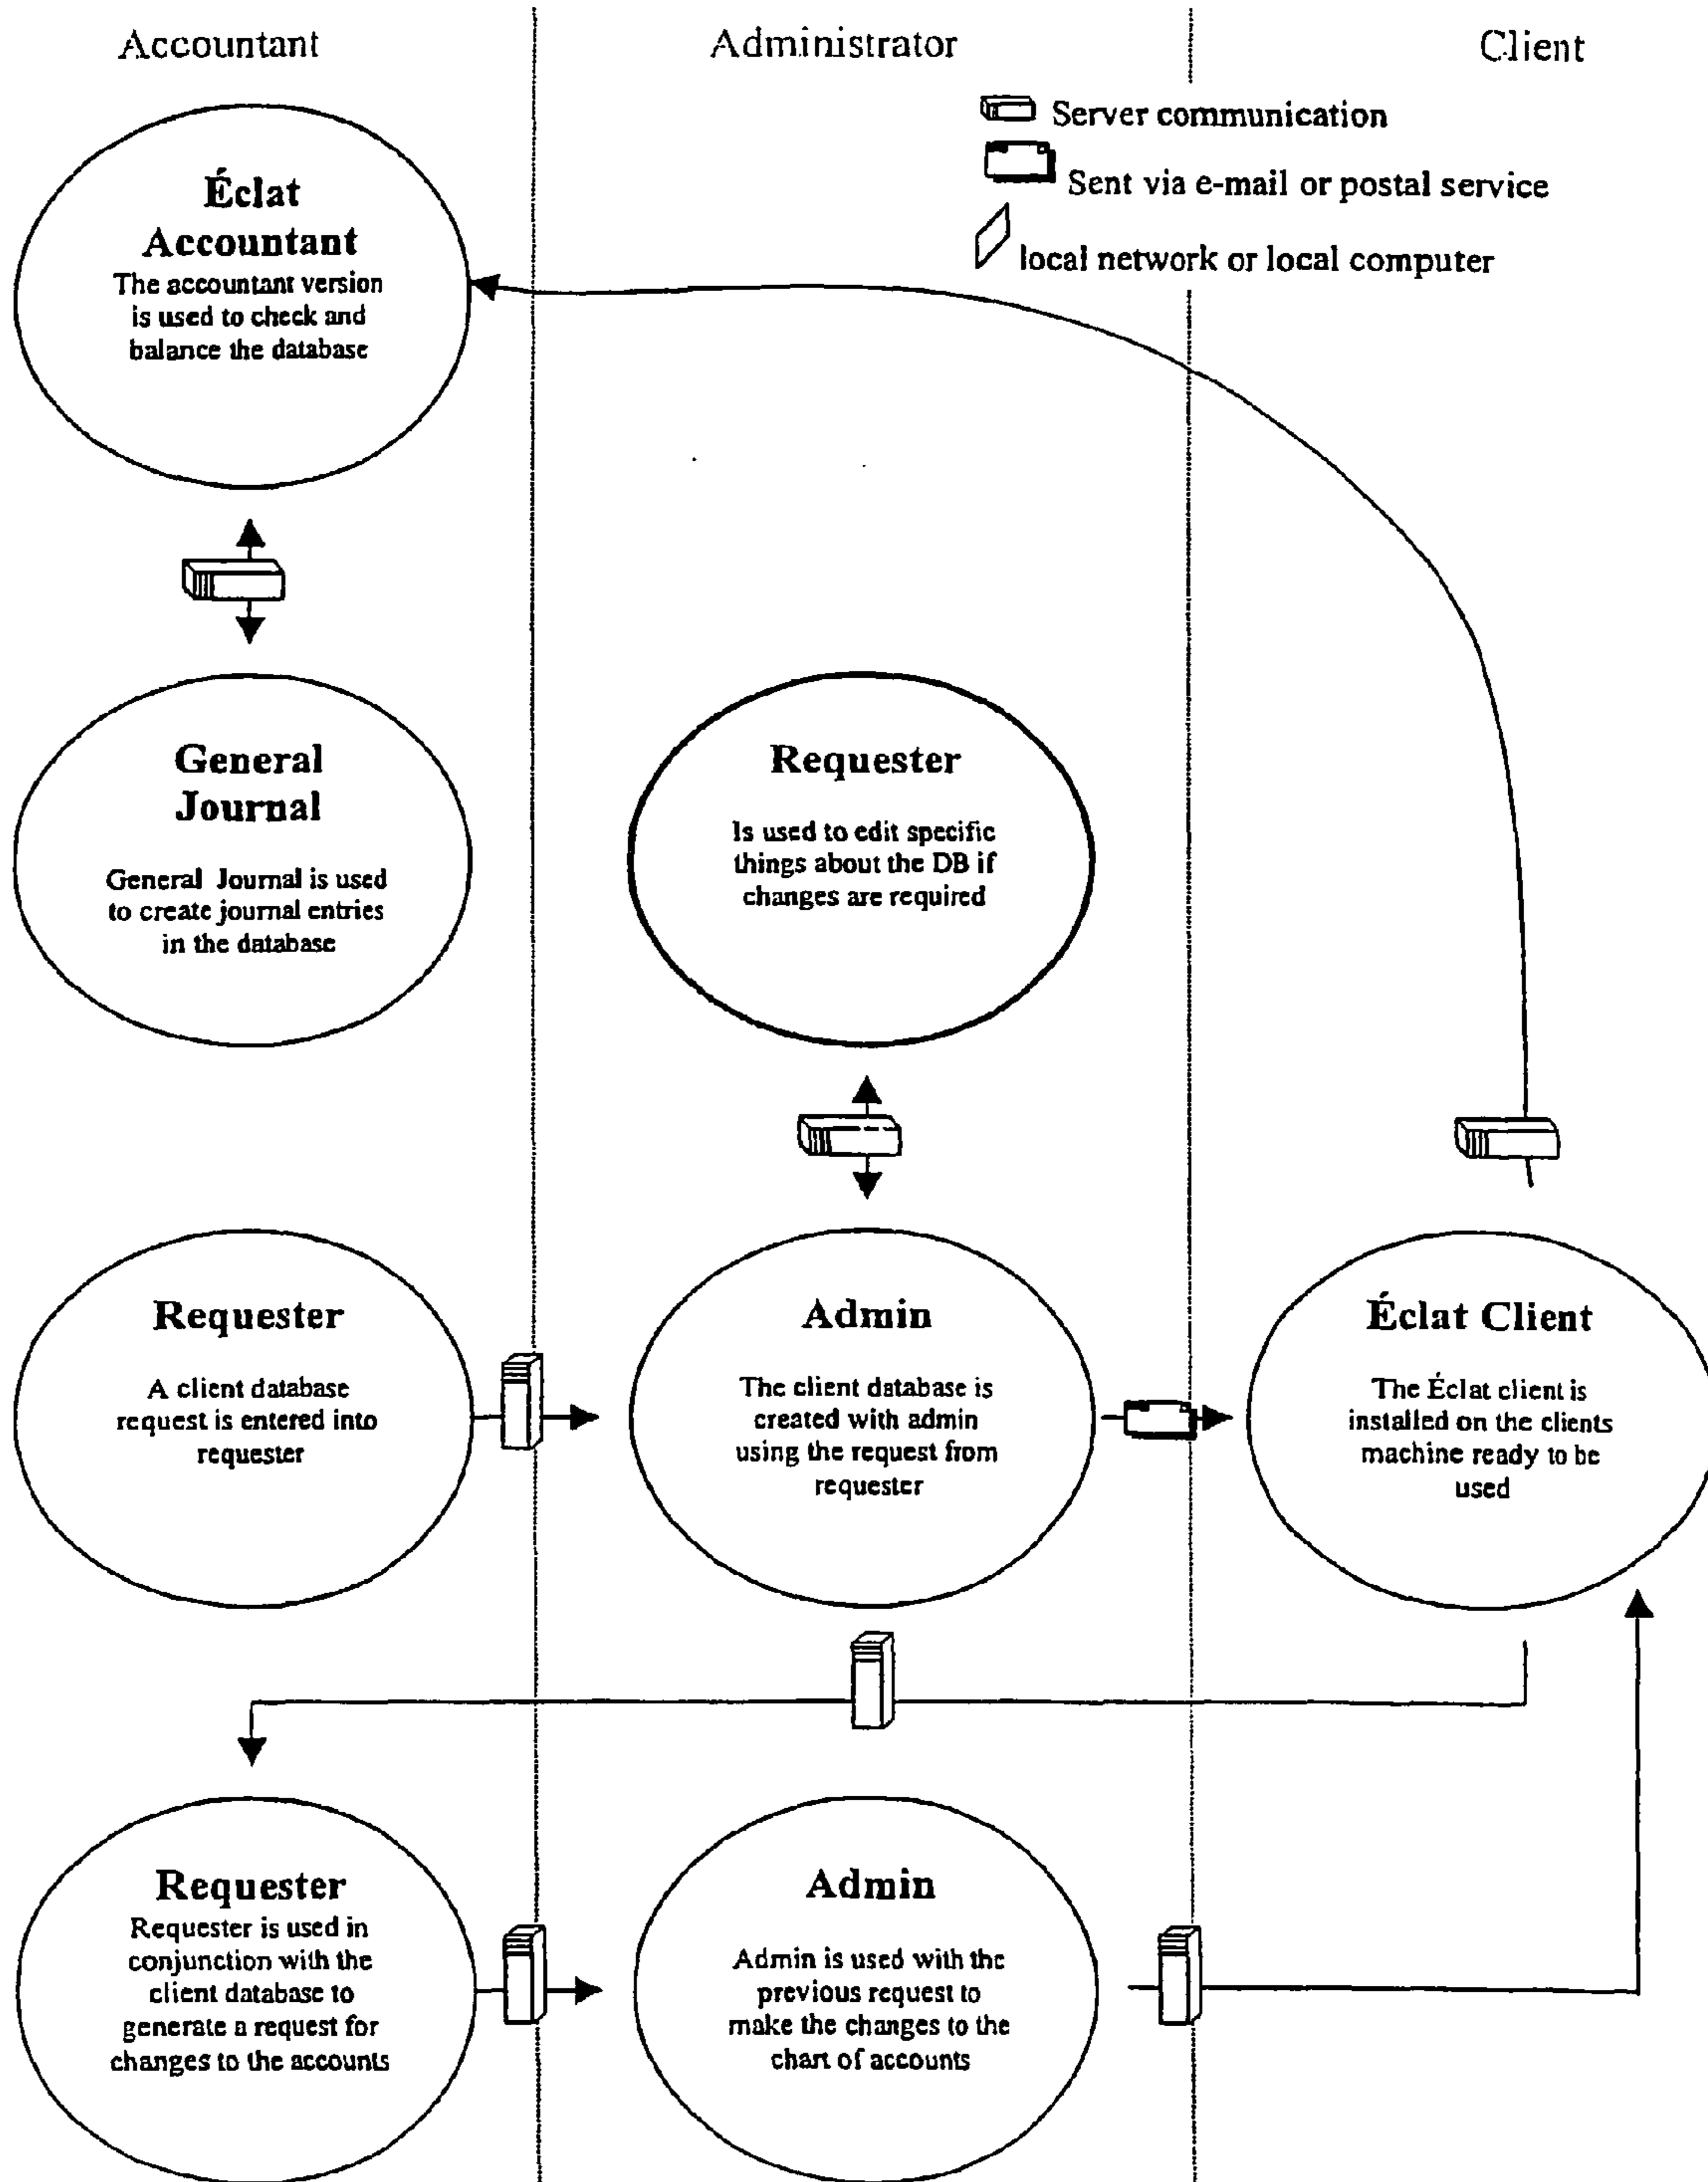 Accountant
Administrator
Client
Server communication
Sent via e-mail or postal service
local network or local computer
Éclat
Accountant
The accountant version
is used to check and
balance the database
General
Journal
General Journal is used
to create journal entries
in the database
Requester
Is used to edit specific
things about the DB if
changes are required
Requester
A client database
request is entered into
requester
Admin
The client database is
created with admin
using the request from
requester
Éclat Client
The Éclat client is
installed on the clients
machine ready to be
used
Requester
Requester is used in
conjunction with the
client database to
generate a request for
changes to the accounts
Admin
Admin is used with the
previous request to
make the changes to the
chart of accounts